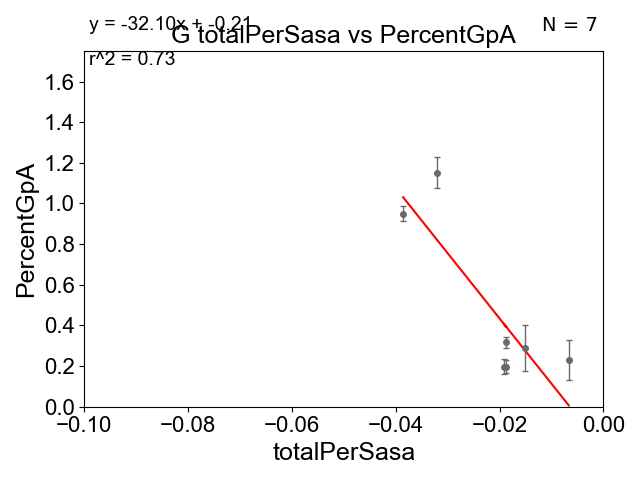 y = -32.10x + -0.21
G totalPerSasa vs PercentGpA
N = 7
r^2 = 0.73
PercentGpA
1.6
1.4
1.2
1.0
0.8
0.6
0.4
0.2
0.0
−0.10 −0.08 −0.06 −0.04 −0.02 0.00
totalPerSasa